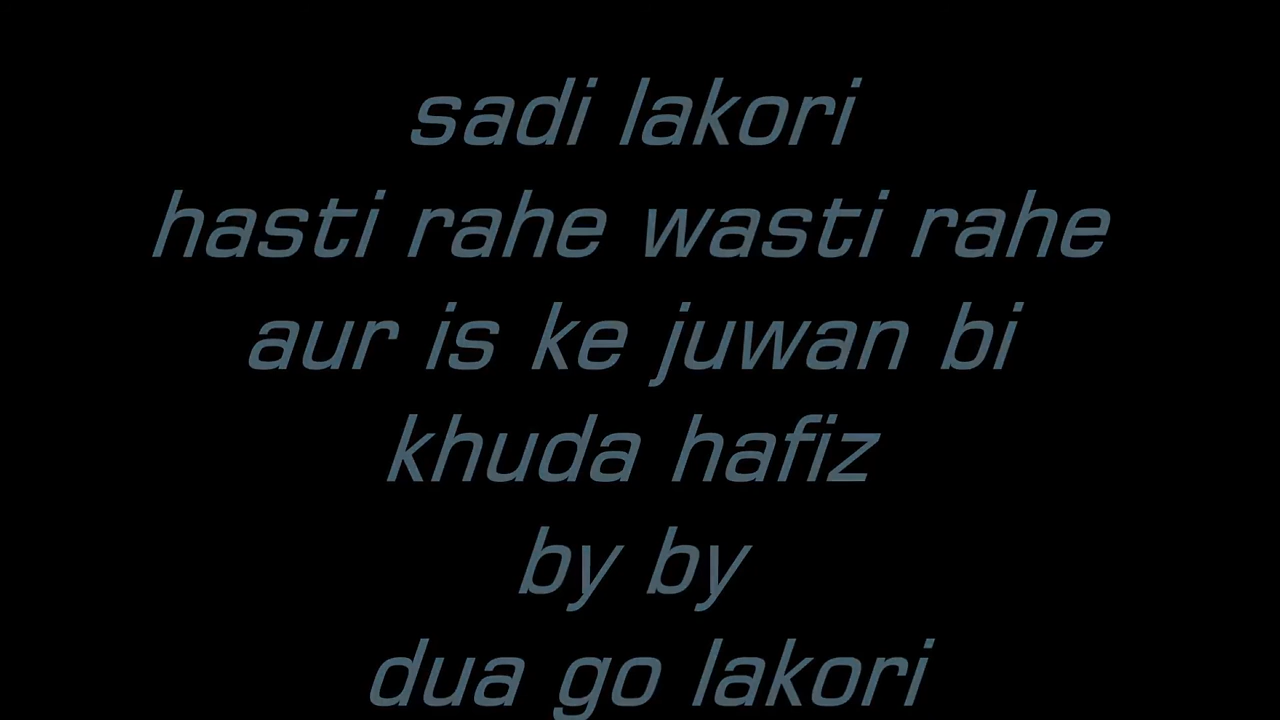 sadi lakori
hasti rahe wasti rahe
aur is ke juwan bi
khuda hafiz
by by
dua go lakori